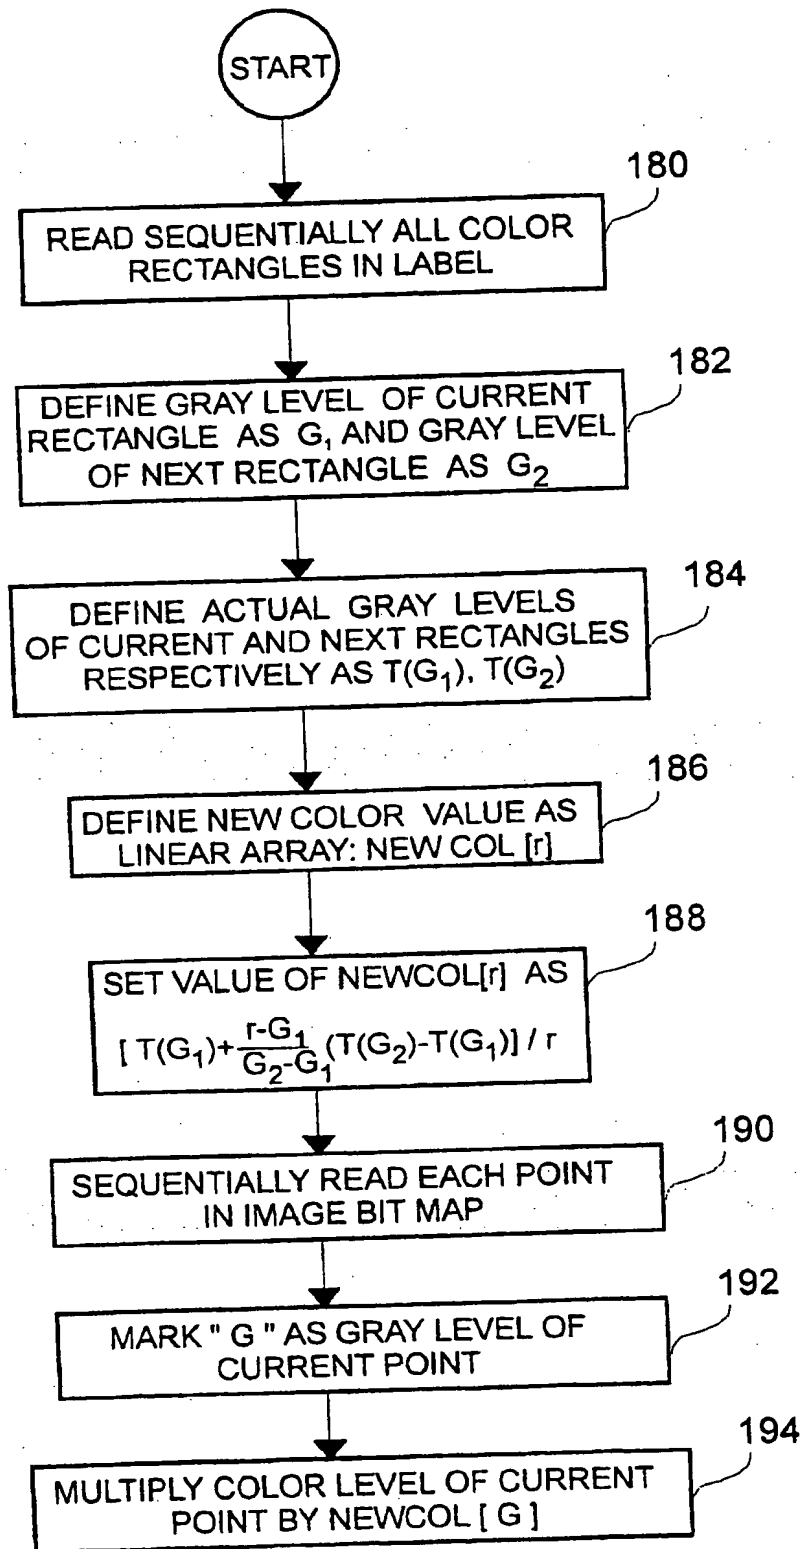 START
180
READ SEQUENTIALLY ALL COLOR
RECTANGLES IN LABEL
182
DEFINE GRAY LEVEL OF CURRENT
RECTANGLE AS G₁ AND GRAY LEVEL
OF NEXT RECTANGLE AS G₂
184
DEFINE ACTUAL GRAY LEVELS
OF CURRENT AND NEXT RECTANGLES
RESPECTIVELY AS T(G₁), T(G₂)
186
DEFINE NEW COLOR VALUE AS
LINEAR ARRAY: NEW COL [r]
188
SET VALUE OF NEWCOL[r] AS
[ T(G₁)+ r-G₁ / G₂-G₁ (T(G₂)-T(G₁)] / r
190
SEQUENTIALLY READ EACH POINT
IN IMAGE BIT MAP
192
MARK " G " AS GRAY LEVEL OF
CURRENT POINT
194
MULTIPLY COLOR LEVEL OF CURRENT
POINT BY NEWCOL [ G ]